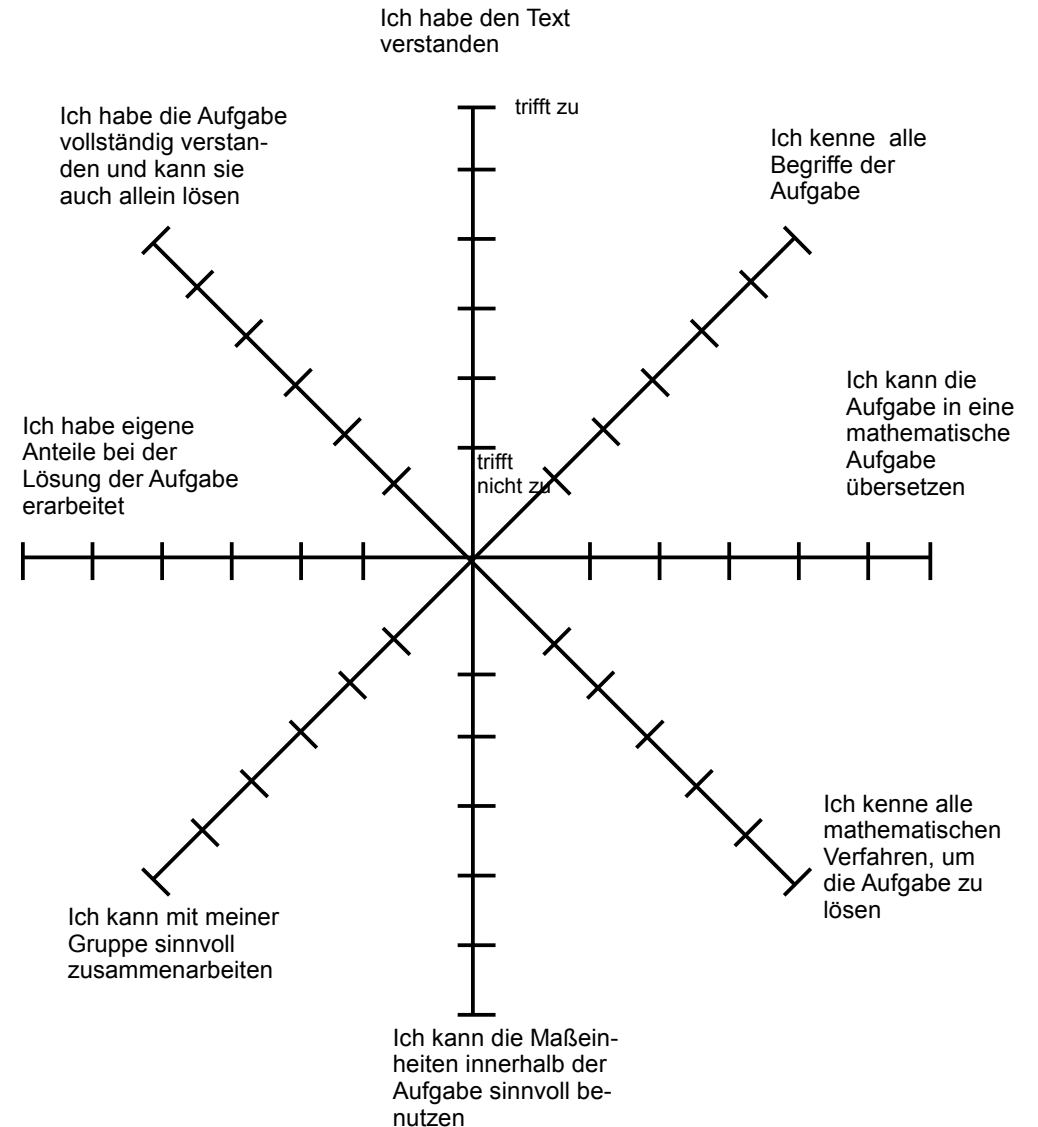 Ich habe den Text
verstanden
trifft zu
Ich habe die Aufgabe
vollständig verstan-
den und kann sie
auch allein lösen
Ich kenne alle
Begriffe der
Aufgabe
Ich kann die
Aufgabe in eine
mathematische
Aufgabe
übersetzen
Ich habe eigene
Anteile bei der
Lösung der Aufgabe
erarbeitet
trifft
nicht zu
Ich kenne alle
mathematischen
Verfahren, um
die Aufgabe zu
lösen
Ich kann mit meiner
Gruppe sinnvoll
zusammenarbeiten
Ich kann die Maßein-
heiten innerhalb der
Aufgabe sinnvoll be-
nutzen